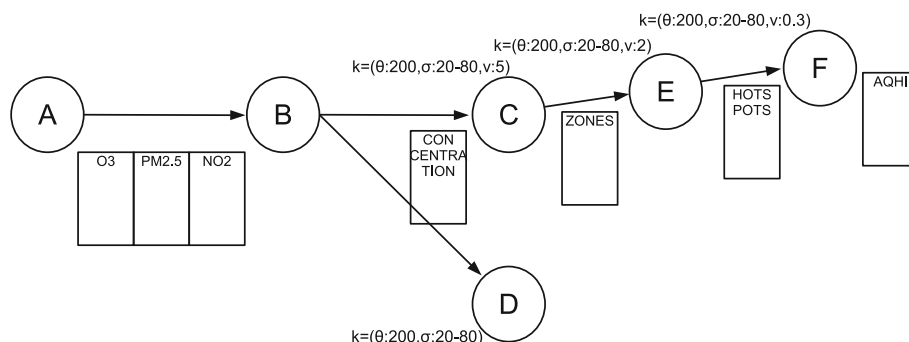 k=(θ:200,σ:20-80,v:0.3)
k=(θ:200,σ:20-80,v:2)
k=(θ:200,σ:20-80,v:5)
A
B
C
E
F
O3
PM2.5
NO2
CON
CENTRA
TION
ZONES
HOTS
POTS
AQHI
D
k=(θ:200,σ:20-80)